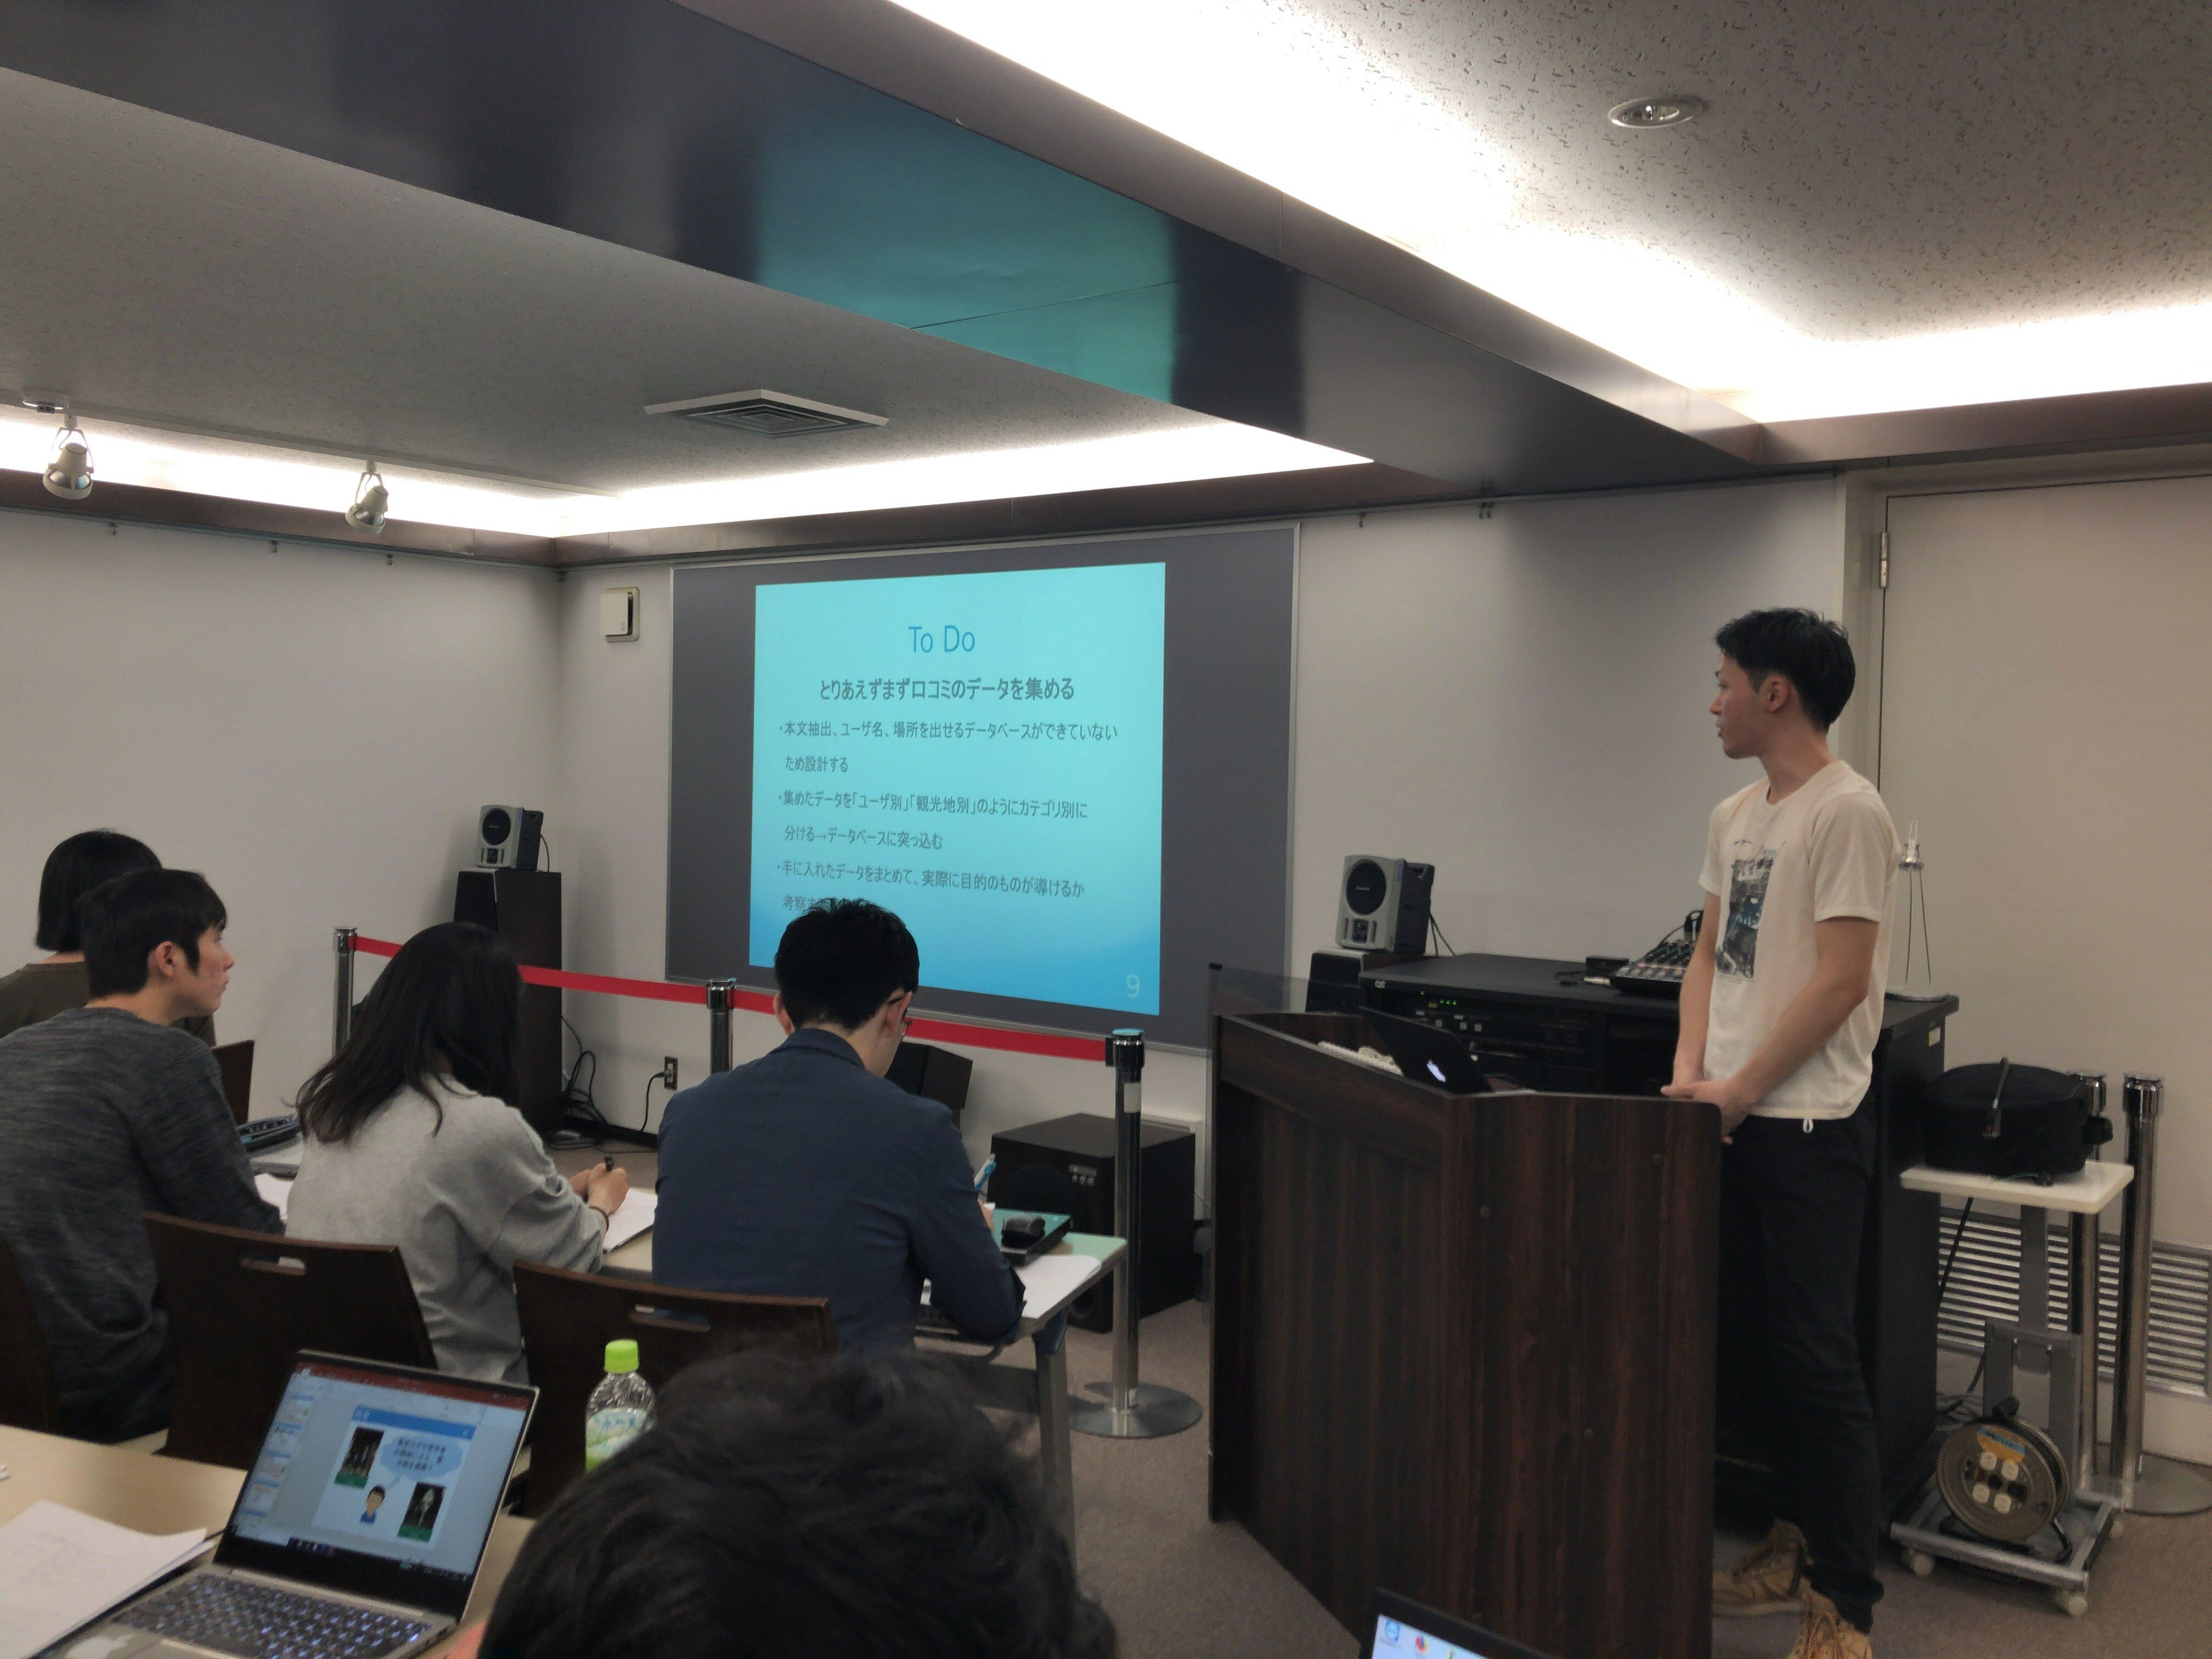 To Do
とりあえずまず口コミのデータを集める
・本文抽出、ユーザ名、場所を出せるデータベースができていない
ため設計する
・集めたデータを「ユーザ別」「観光地別」のようにカテゴリ別に
分ける→データベースに突っ込む
・手に入れたデータをまとめて、実際に目的のものが導けるか
考察
9